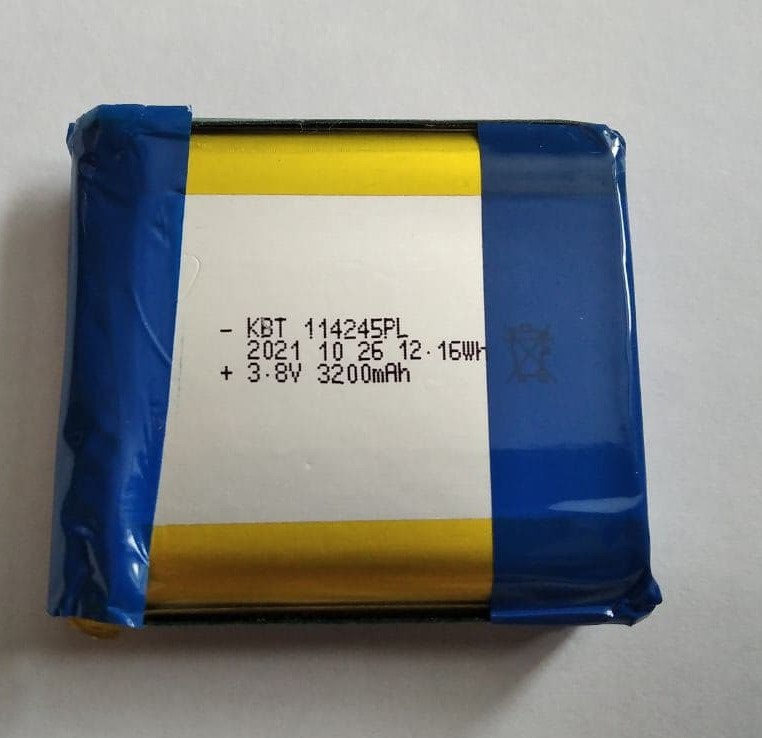 - KBT 114245PL
2021 10 26 12.16Wh
+ 3.8V 3200mAh